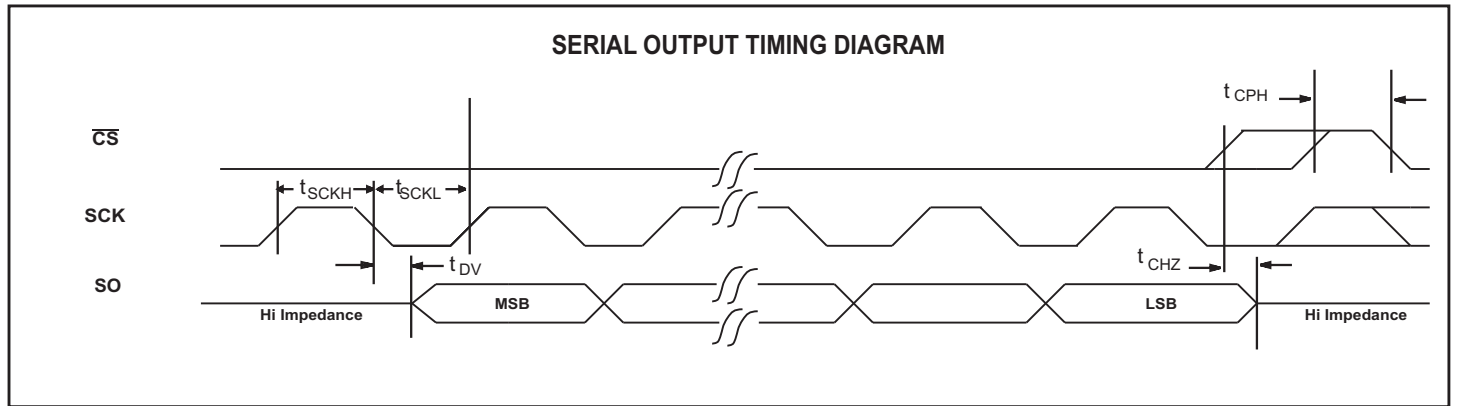 SERIAL OUTPUT TIMING DIAGRAM
t CPH
CS
t SCKH
t SCKL
SCK
t DV
t CHZ
SO
MSB
LSB
Hi Impedance
Hi Impedance